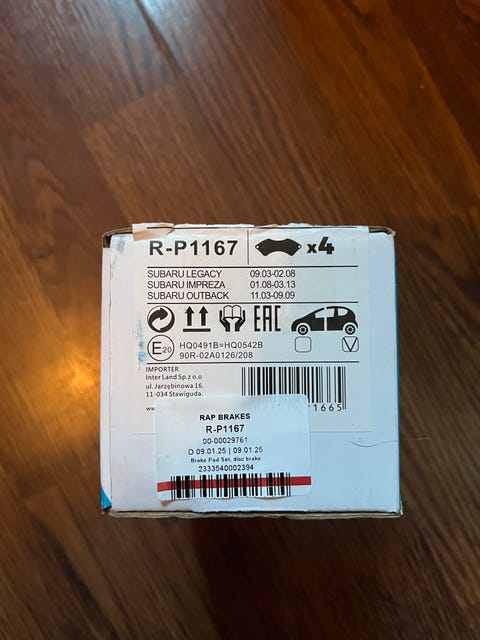 R-P1167 x4
SUBARU LEGACY 09.03-02.08
SUBARU IMPREZA 01.08-03.13
SUBARU OUTBACK 11.03-09.09
EAC
E20 HQ0491B=HQ0542B
90R-02A0126/208
IMPORTER
Inter Land Sp.z o.o
ul. Jarzębinowa 16,
11-034 Stawiguda.
1665
RAP BRAKES
R-P1167
00-00029761
D 09.01.25 | 09.01.25
Brake Pad Set, disc brake
2333540002394